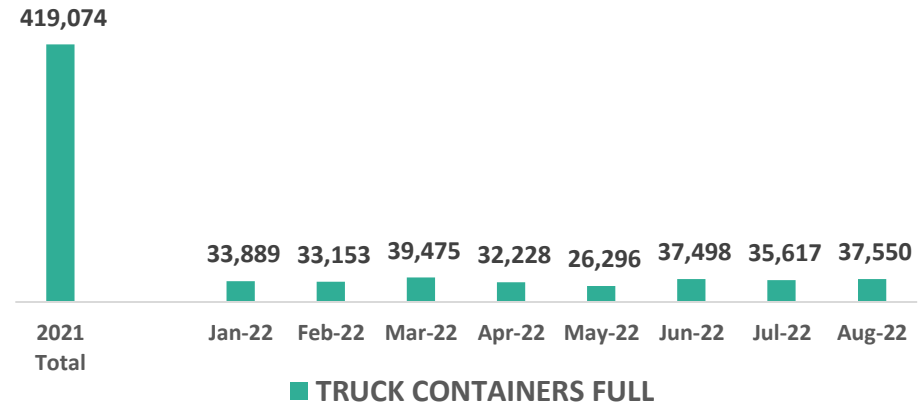 419,074
33,889 33,153 39,475 32,228 26,296 37,498 35,617 37,550
2021 Total Jan-22 Feb-22 Mar-22 Apr-22 May-22 Jun-22 Jul-22 Aug-22
TRUCK CONTAINERS FULL